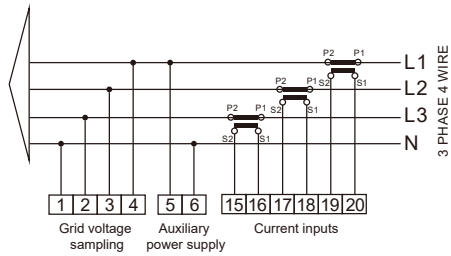 P2 P1
L1
P2 P1 S2 S1
L2
P2 P1 S2 S1
L3
S2 S1
N
3 PHASE 4 WIRE
1 2 3 4 5 6 15 16 17 18 19 20
Grid voltage sampling
Auxiliary power supply
Current inputs